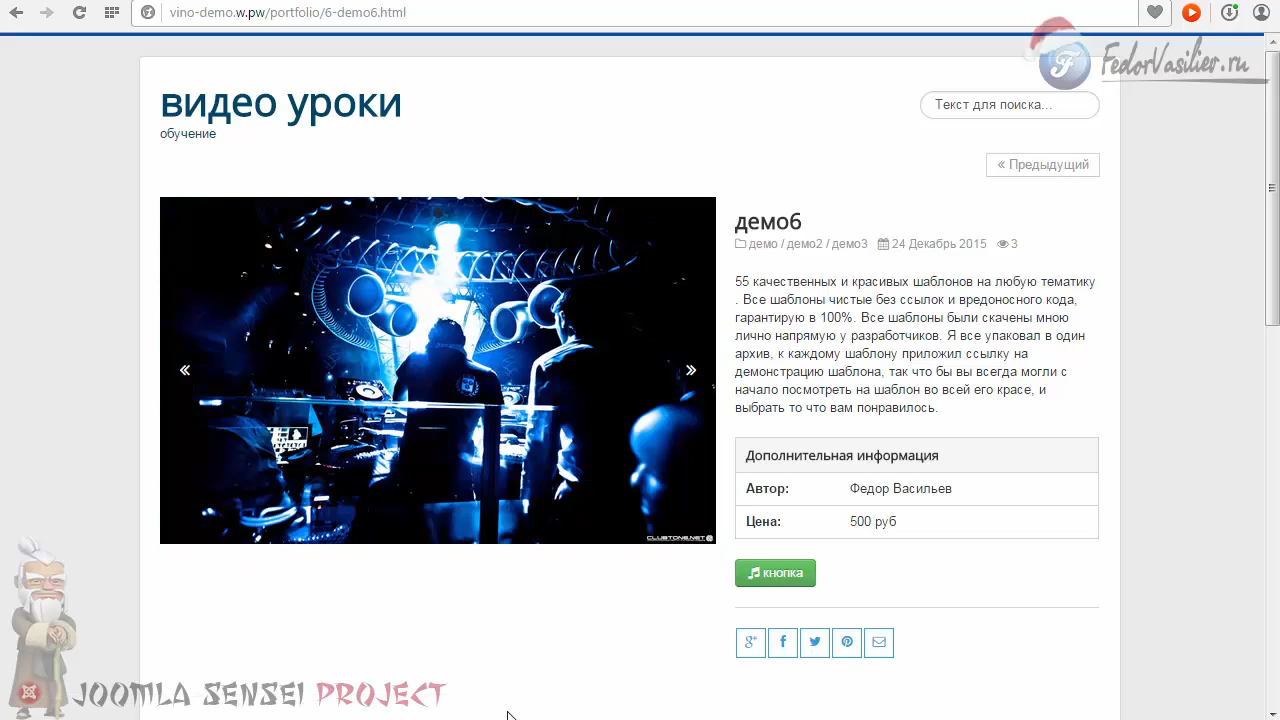 vino-demo.w.pw/portfolio/6-demo6.html
FedorVasilier.ru
видео уроки
обучение
Текст для поиска...
« Предыдущий
демо6
демо / демо2 / демо3 24 Декабрь 2015 3
55 качественных и красивых шаблонов на любую тематику
. Все шаблоны чистые без ссылок и вредоносного кода,
гарантирую в 100%. Все шаблоны были скачены мною
лично напрямую у разработчиков. Я все упаковал в один
архив, к каждому шаблону приложил ссылку на
демонстрацию шаблона, так что бы вы всегда могли с
начало посмотреть на шаблон во всей его красе, и
выбрать то что вам понравилось.
CLUBTONE.NET
Дополнительная информация
Автор: Федор Васильев
Цена: 500 руб
кнопка
JOOMLA SENSEI PROJECT